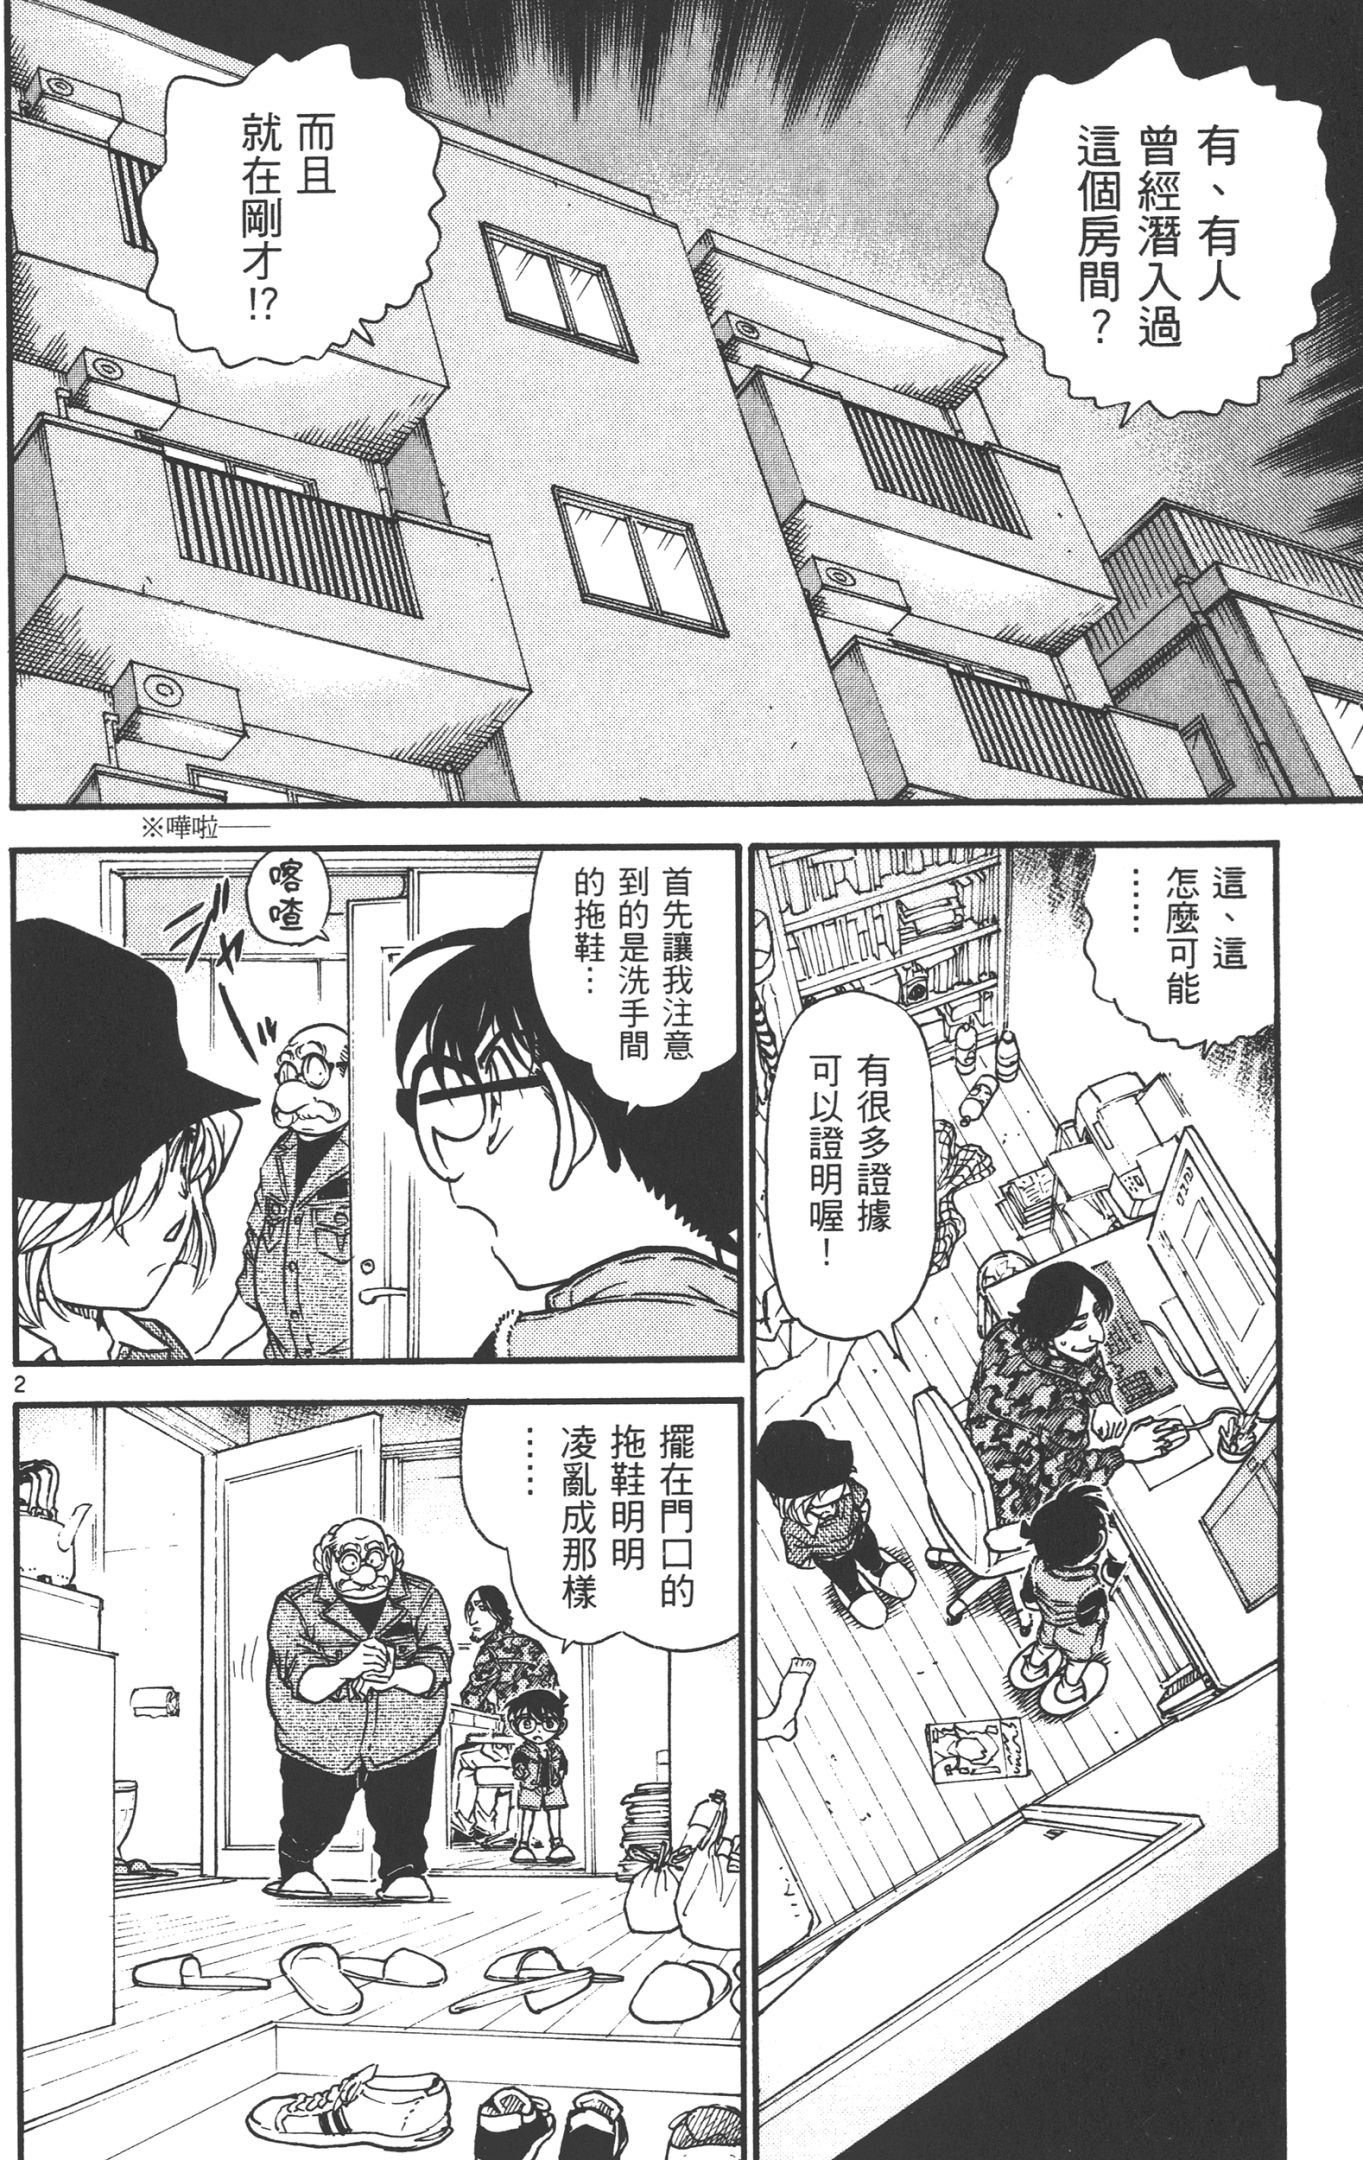 有、有人
曾經潛入過
這個房間？
而且
就在剛才!?
這、這
怎麼可能
……
有很多證據
可以證明喔！
※嘩啦——
首先讓我注意
到的是洗手間
的拖鞋…
喀
喳
2
擺在門口的
拖鞋明明
凌亂成那樣
……